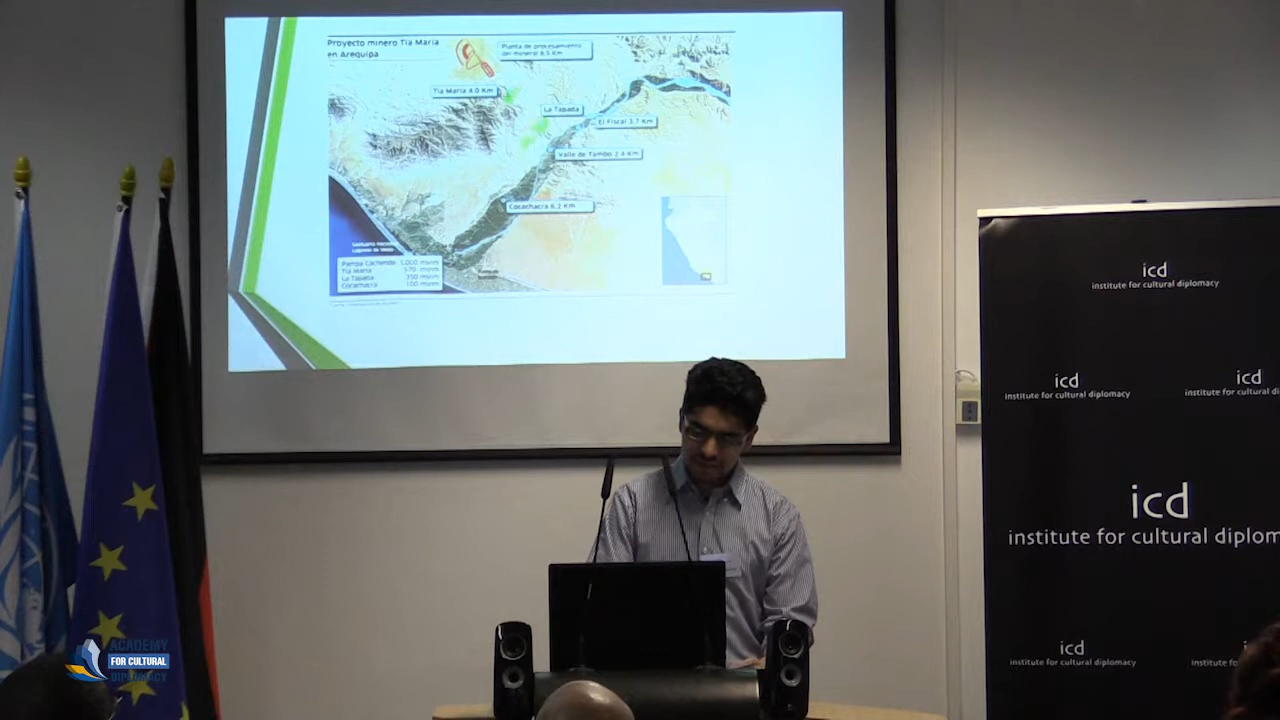 Proyecto minero Tía María
en Arequipa
Planta de procesamiento
del mineral 6.5 Km
Tía María 4.0 Km
La Tapada
El Fiscal 3.7 Km
Valle de Tambo 2.4 Km
Cocachacra 6.2 Km
Pampa Cachendo 1,000 msnm
Tía María 570 msnm
La Tapada 350 msnm
Cocachacra 100 msnm
icd
institute for cultural diplomacy
icd
institute for cultural diplomacy
icd
institute for cultural di
icd
institute for cultural diplom
icd
institute for cultural diplomacy
institute fo
ACADEMY
FOR CULTURAL
DIPLOMACY